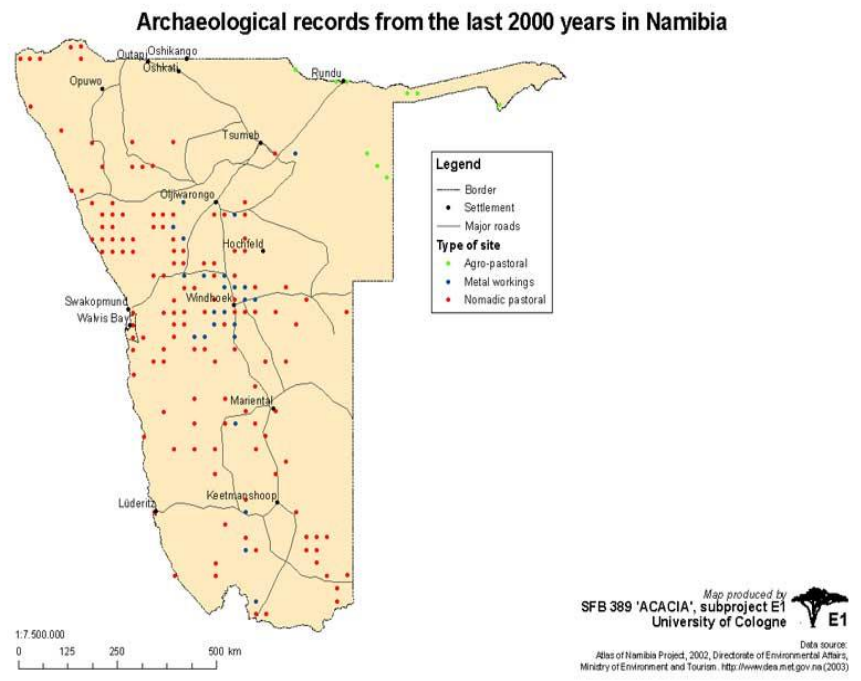 Archaeological records from the last 2000 years in Namibia
Outapi
Oshikango
Oshkati
Opuwo
Rundu
Tsumeb
Otjiwarongo
Hochfeld
Swakopmund
Walvis Bay
Windhoek
Mariental
Lüderitz
Keetmanshoop
Legend
Border
Settlement
Major roads
Type of site
Agro-pastoral
Metal workings
Nomadic pastoral
1:7.500.000
0 125 250 500 km
Map produced by
SFB 389 'ACACIA', subproject E1
University of Cologne
E1
Data source:
Atlas of Namibia Project, 2002, Directorate of Environmental Affairs,
Ministry of Environment and Tourism. http://www.dea.met.gov.na (2003)